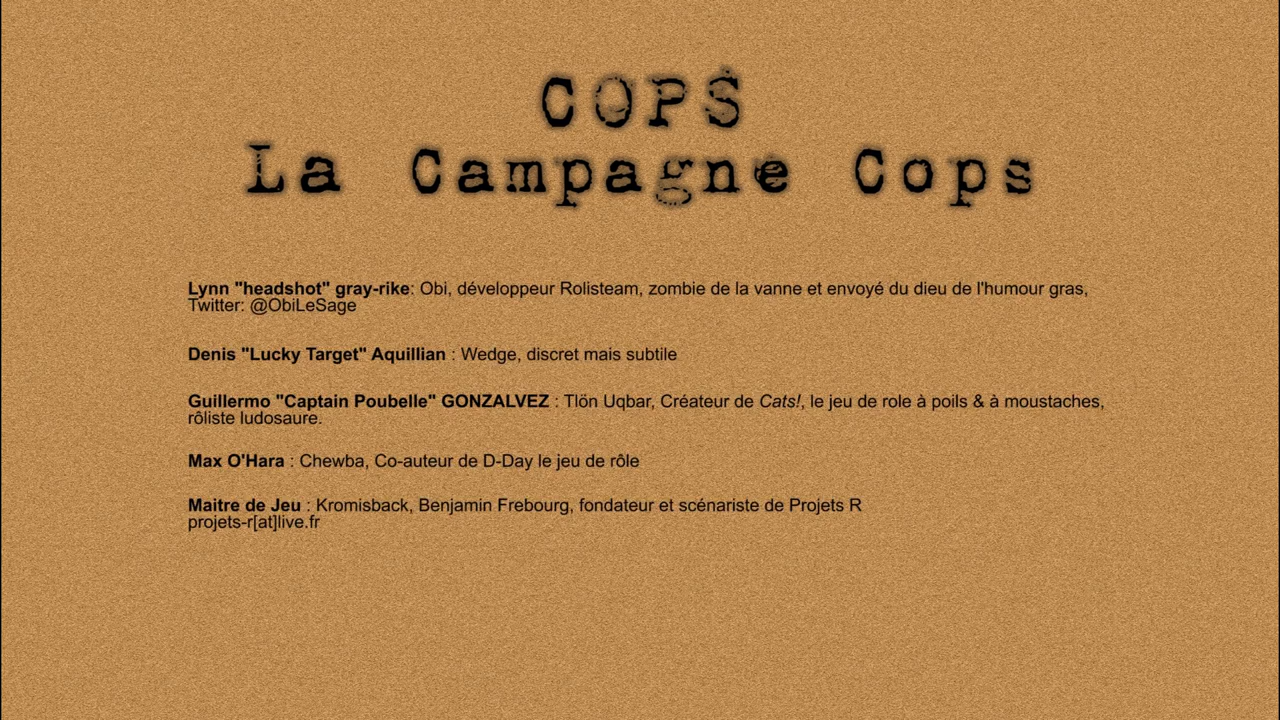 COPS
La Campagne Cops
Lynn "headshot" gray-rike: Obi, développeur Rolisteam, zombie de la vanne et envoyé du dieu de l'humour gras,
Twitter: @ObiLeSage
Denis "Lucky Target" Aquillian : Wedge, discret mais subtile
Guillermo "Captain Poubelle" GONZALVEZ : Tlön Uqbar, Créateur de Cats!, le jeu de role à poils & à moustaches,
rôliste ludosaure.
Max O'Hara : Chewba, Co-auteur de D-Day le jeu de rôle
Maitre de Jeu : Kromisback, Benjamin Frebourg, fondateur et scénariste de Projets R
projets-r[at]live.fr